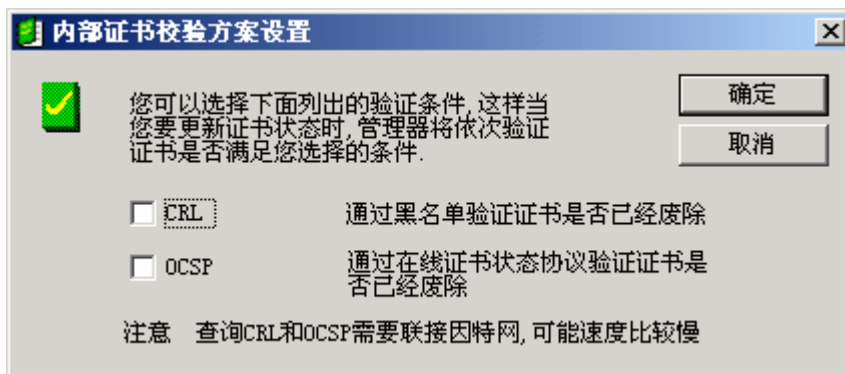 内部证书校验方案设置
您可以选择下面列出的验证条件,这样当
您要更新证书状态时,管理器将依次验证
证书是否满足您选择的条件.
确定
取消
CRL 通过黑名单验证证书是否已经废除
OCSP 通过在线证书状态协议验证证书是
否已经废除
注意 查询CRL和OCSP需要联接因特网,可能速度比较慢